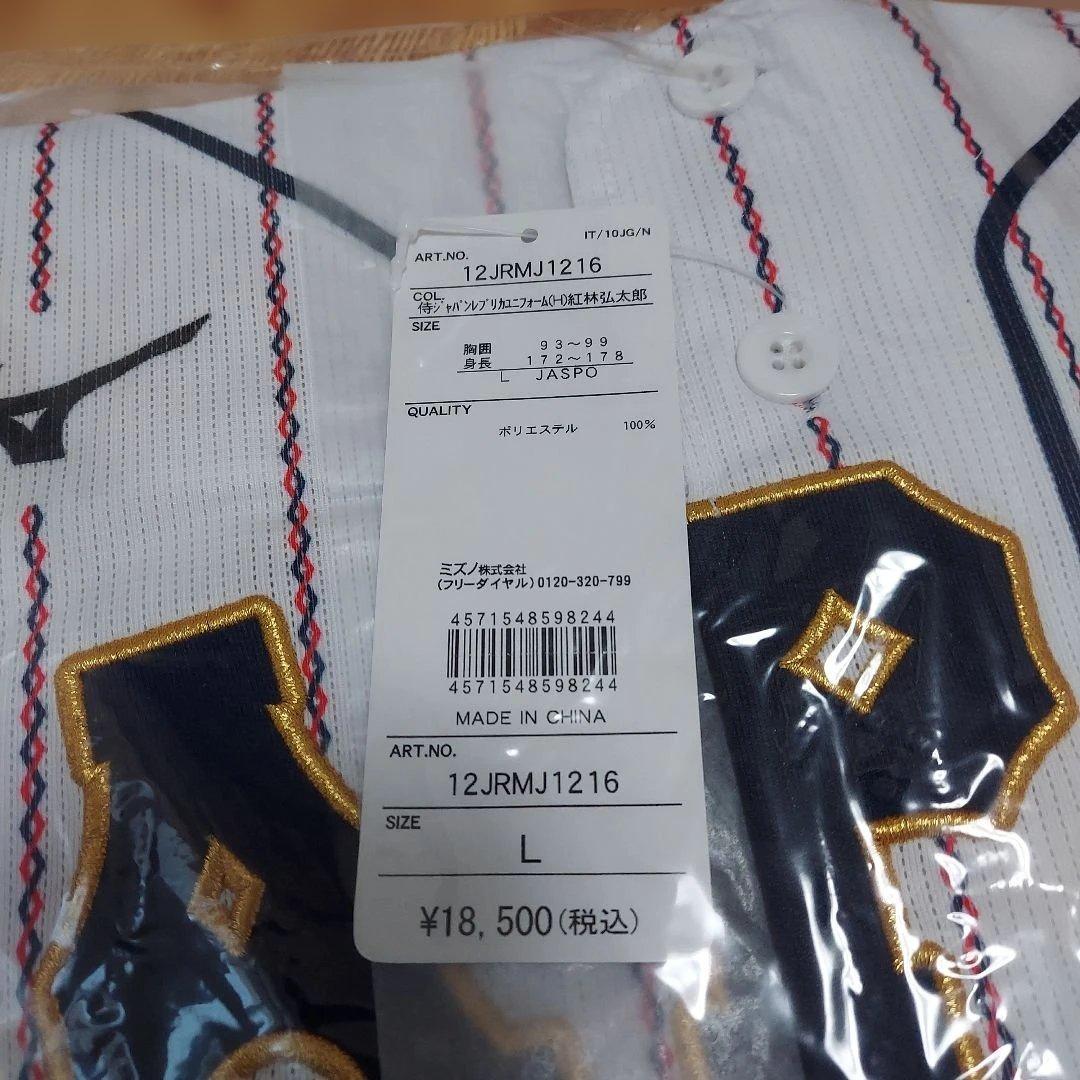 IT/10JG/N
ART.NO.
12JRMJ1216
COL.
侍ジャパンレプリカユニフォーム(H)紅林弘太郎
SIZE
胸囲 93～99
身長 172～178
L JASPO
QUALITY
ポリエステル 100%
ミズノ株式会社
(フリーダイヤル)0120-320-799
4571548598244
4571548598244
MADE IN CHINA
ART.NO.
12JRMJ1216
SIZE
L
¥18,500(税込)